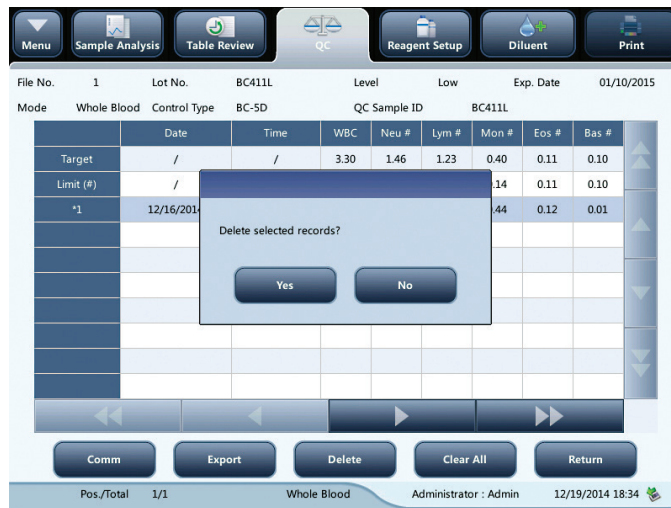 Menu Sample Analysis Table Review QC Reagent Setup Diluent Print
File No. 1 Lot No. BC411L Level Low Exp. Date 01/10/2015
Mode Whole Blood Control Type BC-5D QC Sample ID BC411L
Date Time WBC Neu # Lym # Mon # Eos # Bas #
Target / / 3.30 1.46 1.23 0.40 0.11 0.10
Limit (#) / .14 0.11 0.10
*1 12/16/201 .44 0.12 0.01
Delete selected records?
Yes No
Comm Export Delete Clear All Return
Pos./Total 1/1 Whole Blood Administrator : Admin 12/19/2014 18:34